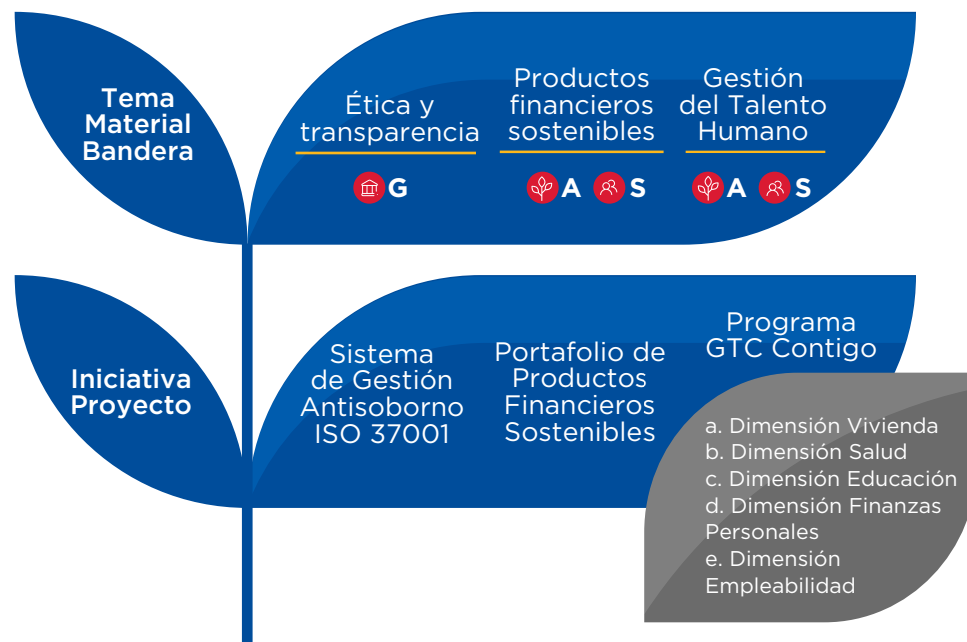 Tema
Material
Bandera
Ética y
transparencia
G
Productos
financieros
sostenibles
A S
Gestión
del Talento
Humano
A S
Iniciativa
Proyecto
Sistema
de Gestión
Antisoborno
ISO 37001
Portafolio de
Productos
Financieros
Sostenibles
Programa
GTC Contigo
a. Dimensión Vivienda
b. Dimensión Salud
c. Dimensión Educación
d. Dimensión Finanzas
Personales
e. Dimensión
Empleabilidad